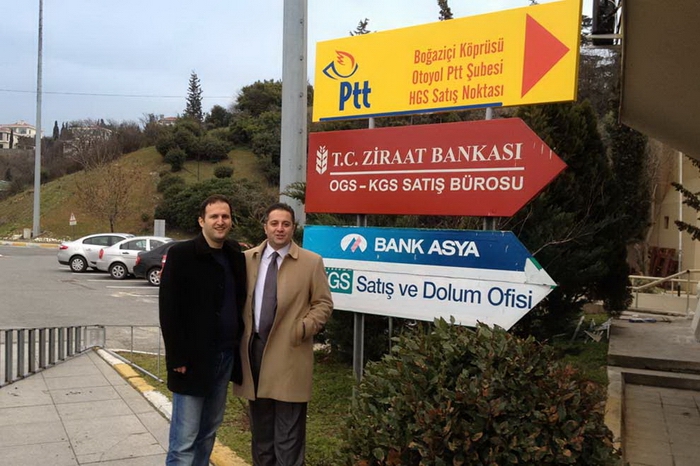 Ptt
Boğaziçi Köprüsü
Otoyol Ptt Şubesi
HGS Satış Noktası
T.C. ZİRAAT BANKASI
OGS - KGS SATIŞ BÜROSU
BANK ASYA
KGS Satış ve Dolum Ofisi